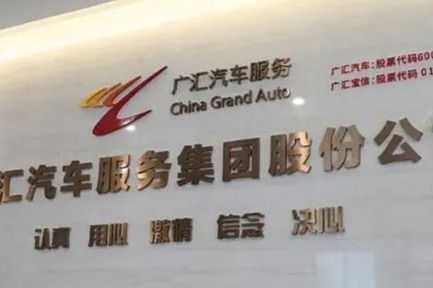 广汇汽车服务
China Grand Auto
广汇汽车:股票代码600
广汇宝信:股票代码 01
汇汽车服务集团股份公
认真 用心 激情 信念 决心